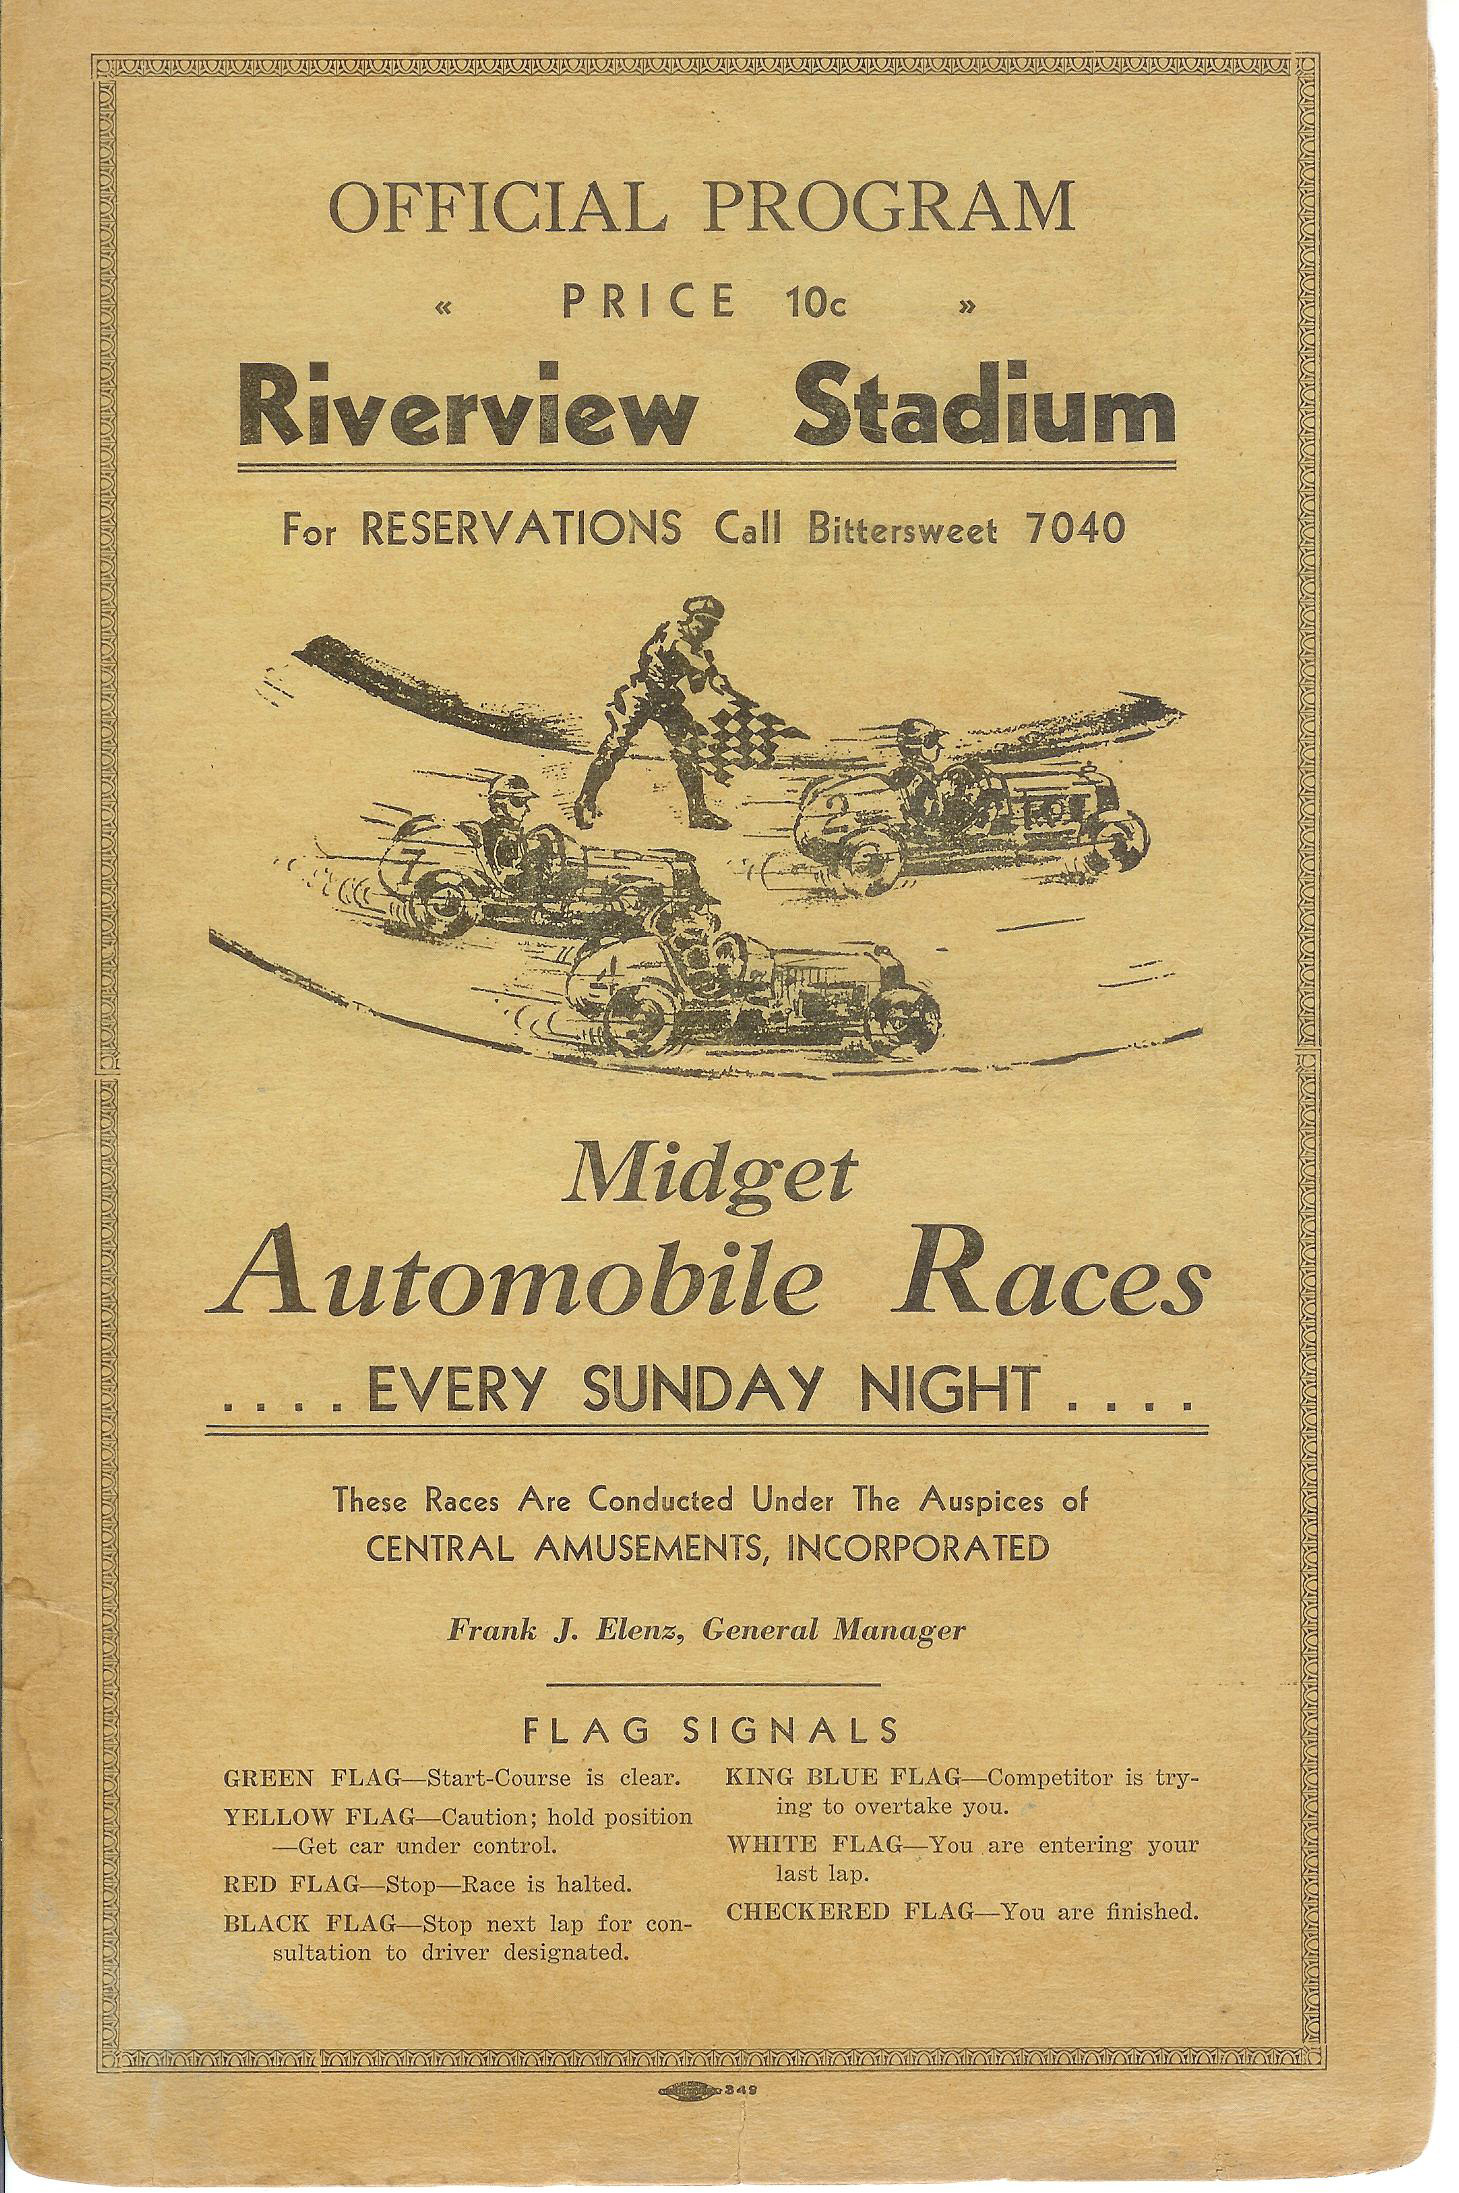 OFFICIAL PROGRAM
« PRICE 10c »
Riverview Stadium
For RESERVATIONS Call Bittersweet 7040
7
2
4
Midget
Automobile Races
....EVERY SUNDAY NIGHT....
These Races Are Conducted Under The Auspices of
CENTRAL AMUSEMENTS, INCORPORATED
Frank J. Elenz, General Manager
FLAG SIGNALS
GREEN FLAG—Start-Course is clear.
YELLOW FLAG—Caution; hold position
—Get car under control.
RED FLAG—Stop—Race is halted.
BLACK FLAG—Stop next lap for con-
sultation to driver designated.
KING BLUE FLAG—Competitor is try-
ing to overtake you.
WHITE FLAG—You are entering your
last lap.
CHECKERED FLAG—You are finished.
349